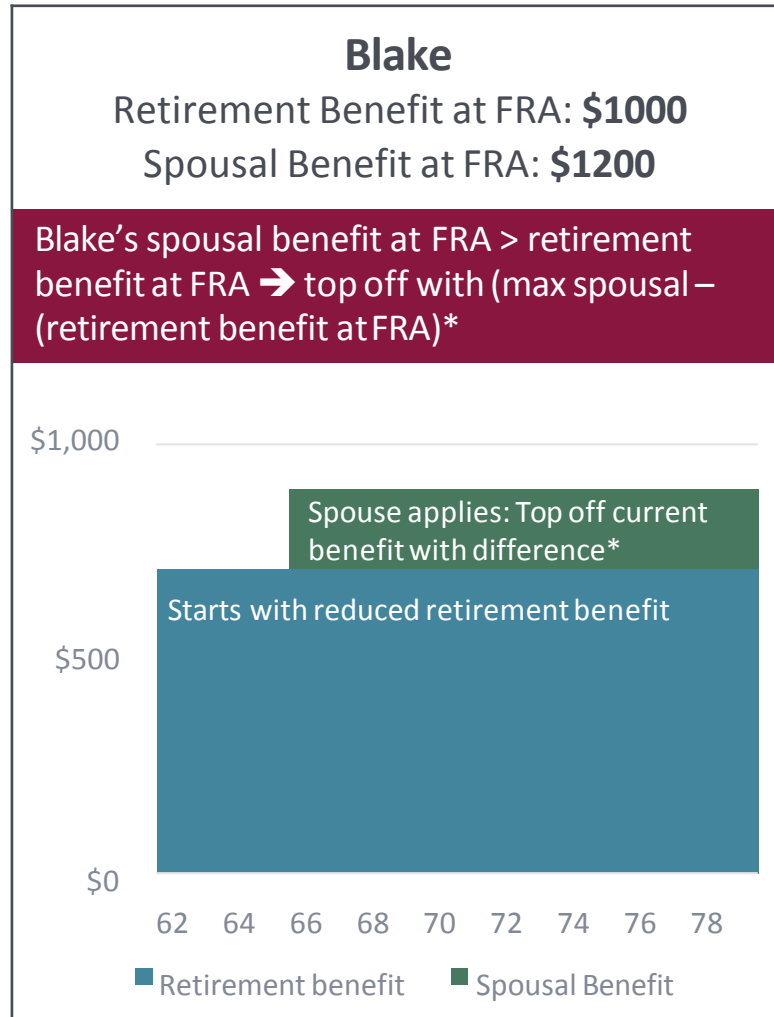 Blake
Retirement Benefit at FRA: $1000
Spousal Benefit at FRA: $1200
Blake's spousal benefit at FRA > retirement
benefit at FRA ➔ top off with (max spousal –
(retirement benefit at FRA)*
$1,000
Spouse applies: Top off current
benefit with difference*
Starts with reduced retirement benefit
$500
$0
62 64 66 68 70 72 74 76 78
Retirement benefit Spousal Benefit